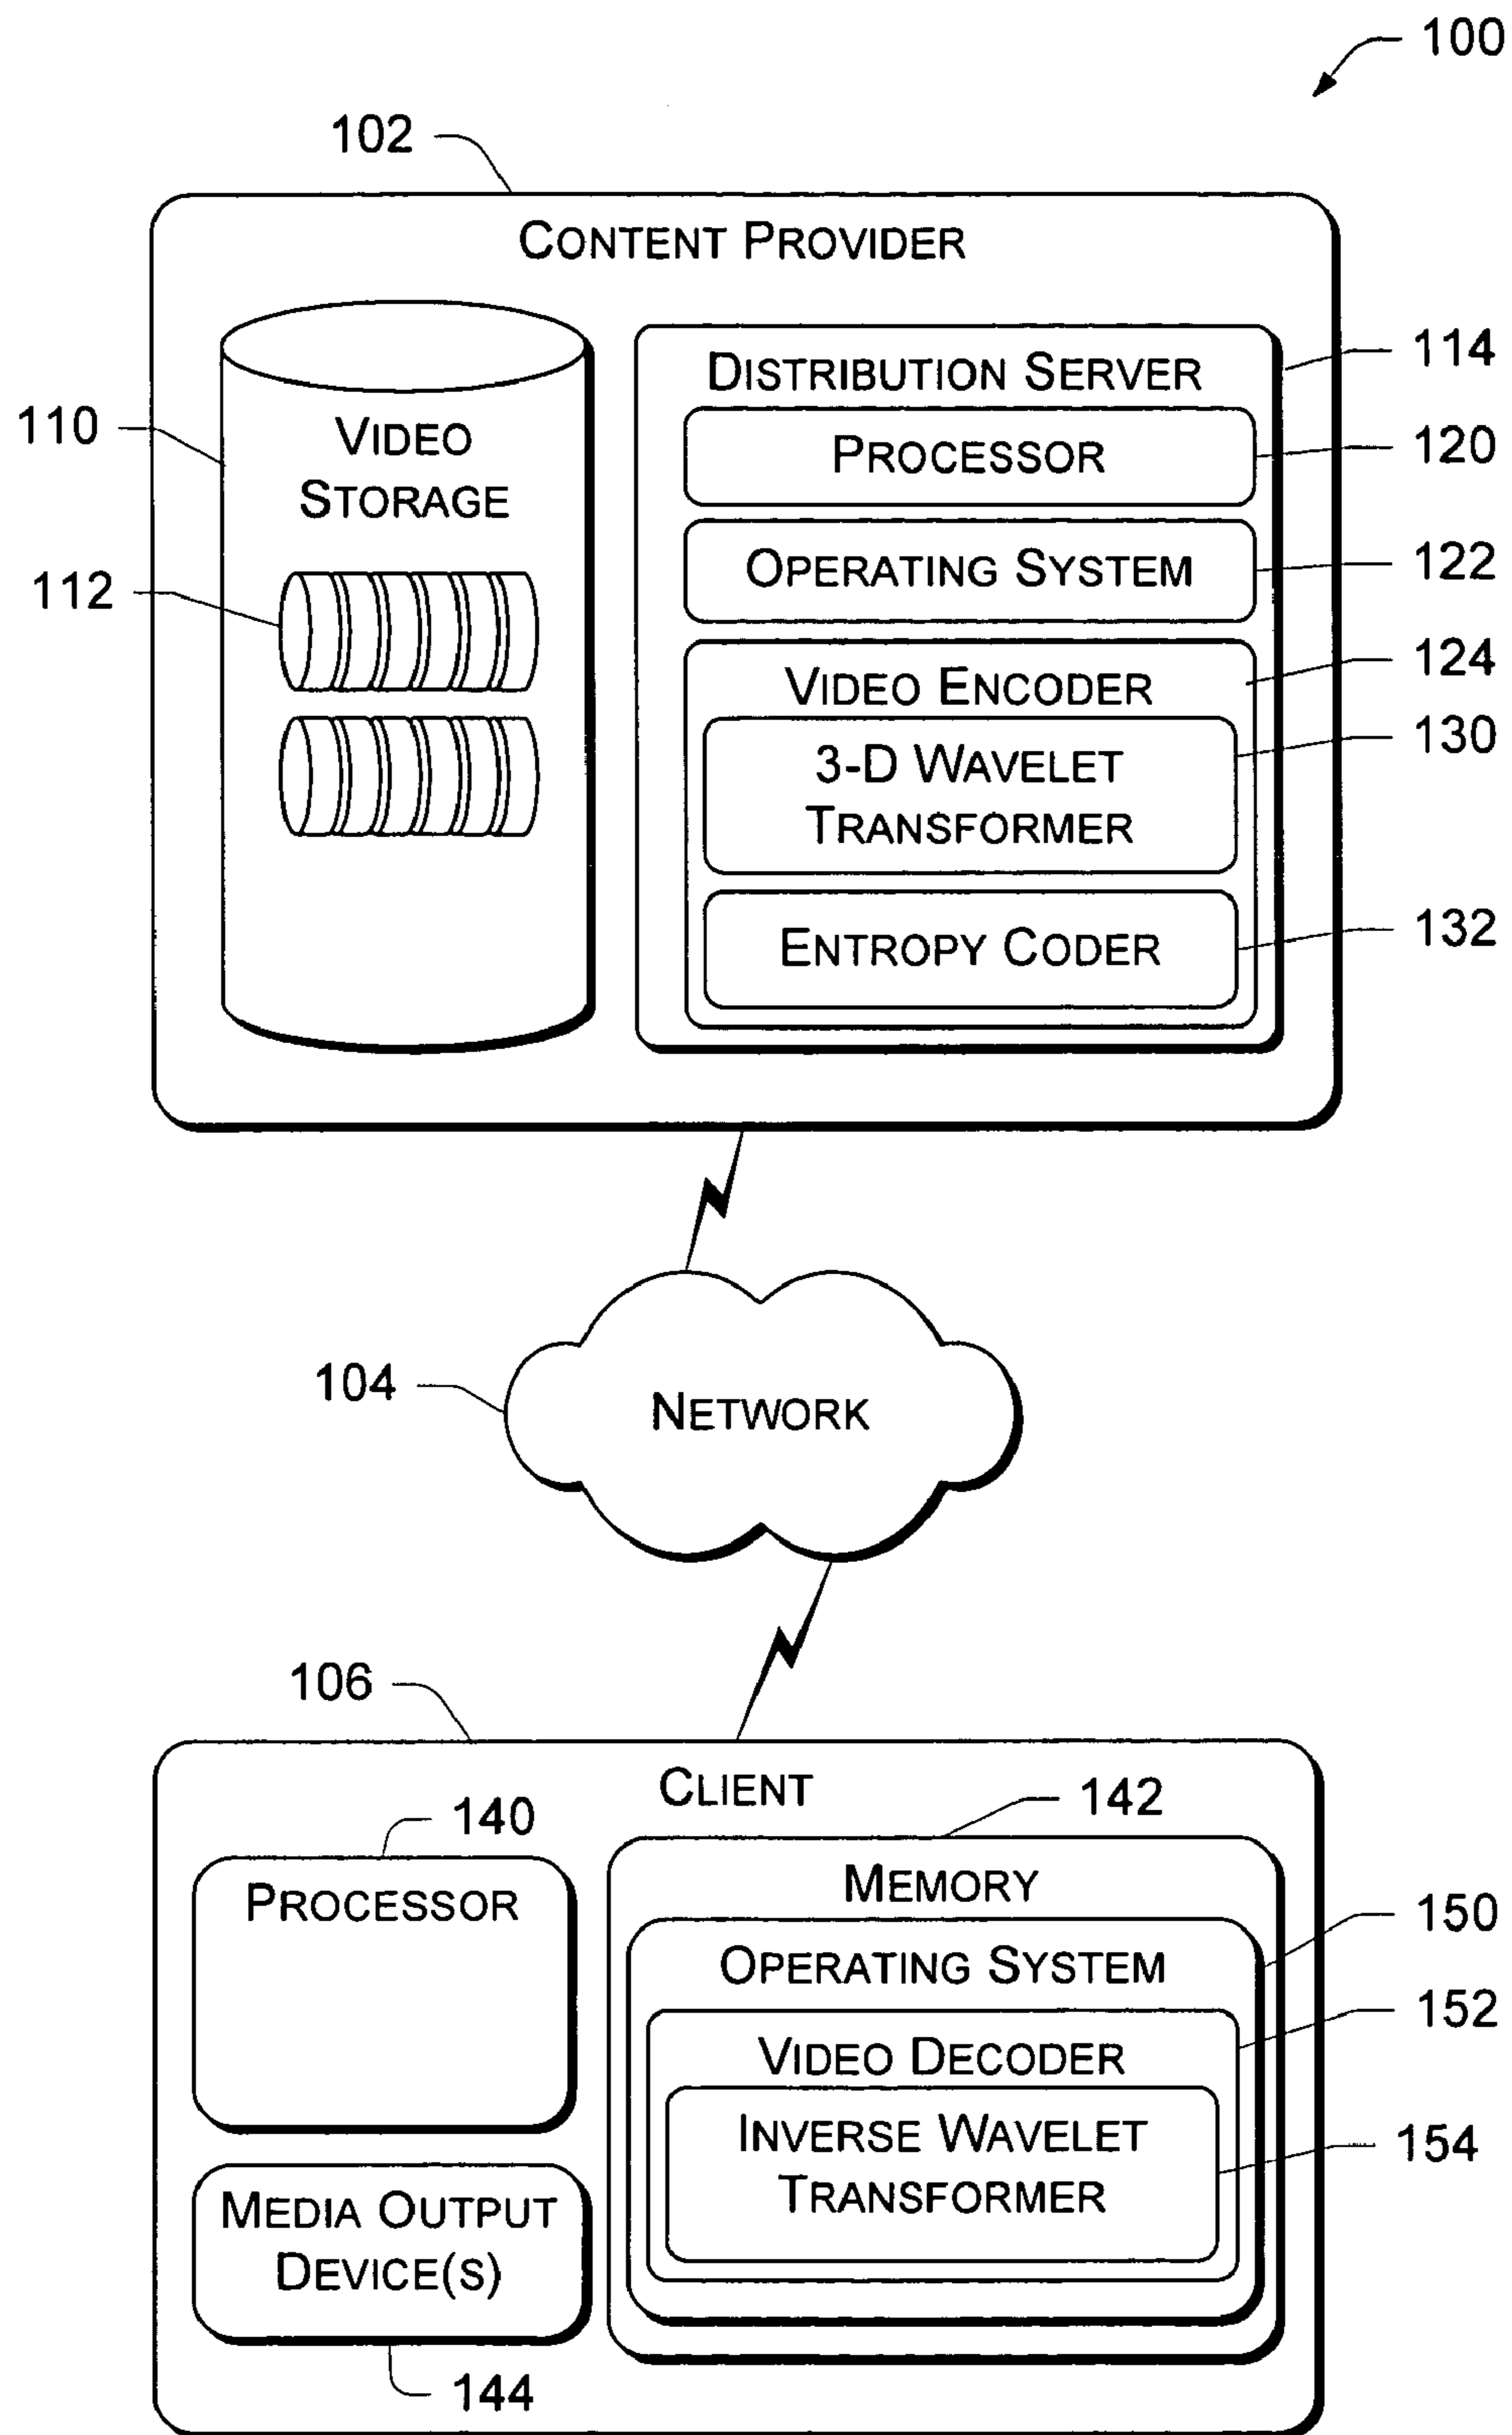 100
102
CONTENT PROVIDER
110
VIDEO
STORAGE
112
DISTRIBUTION SERVER
114
PROCESSOR
120
OPERATING SYSTEM
122
VIDEO ENCODER
124
3-D WAVELET
TRANSFORMER
130
ENTROPY CODER
132
104
NETWORK
106
CLIENT
140
PROCESSOR
142
MEMORY
OPERATING SYSTEM
150
VIDEO DECODER
152
INVERSE WAVELET
TRANSFORMER
154
MEDIA OUTPUT
DEVICE(S)
144